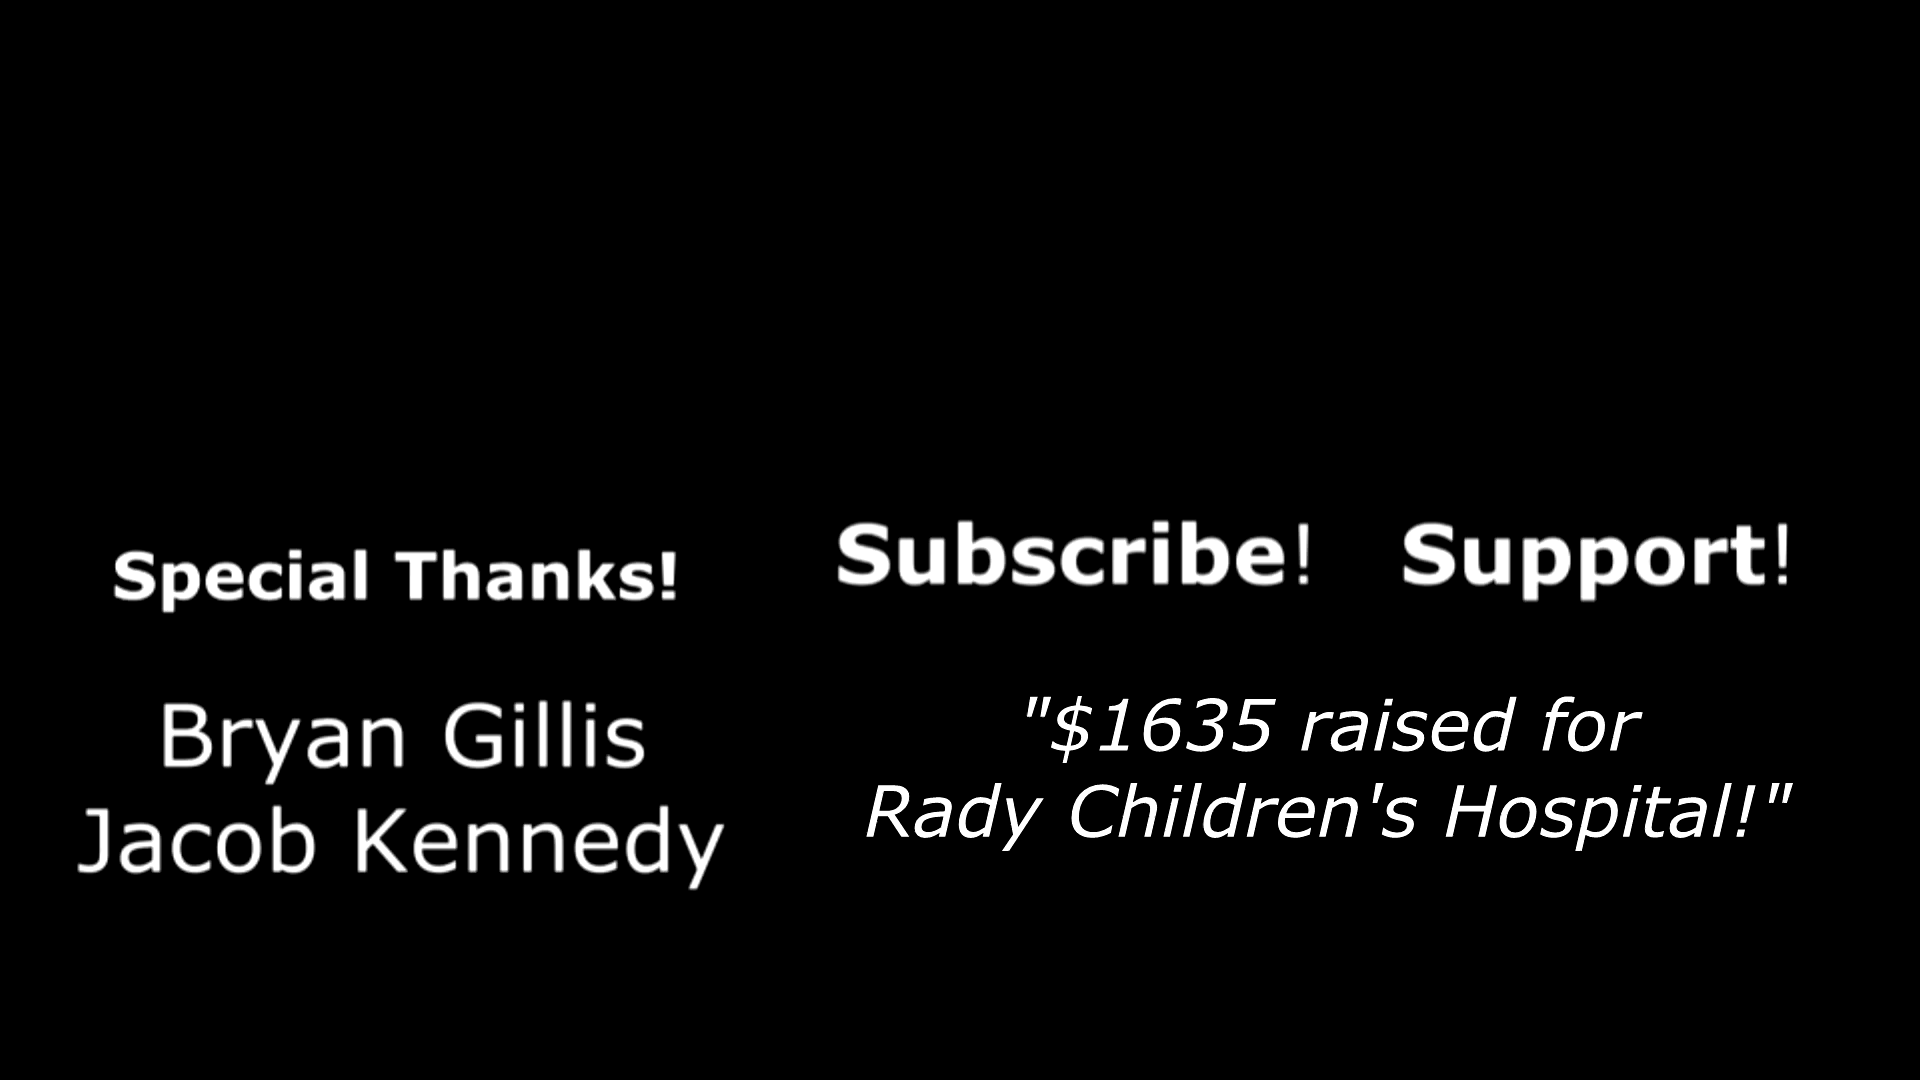 Special Thanks!
Bryan Gillis
Jacob Kennedy
Subscribe!
Support!
"$1635 raised for
Rady Children's Hospital!"